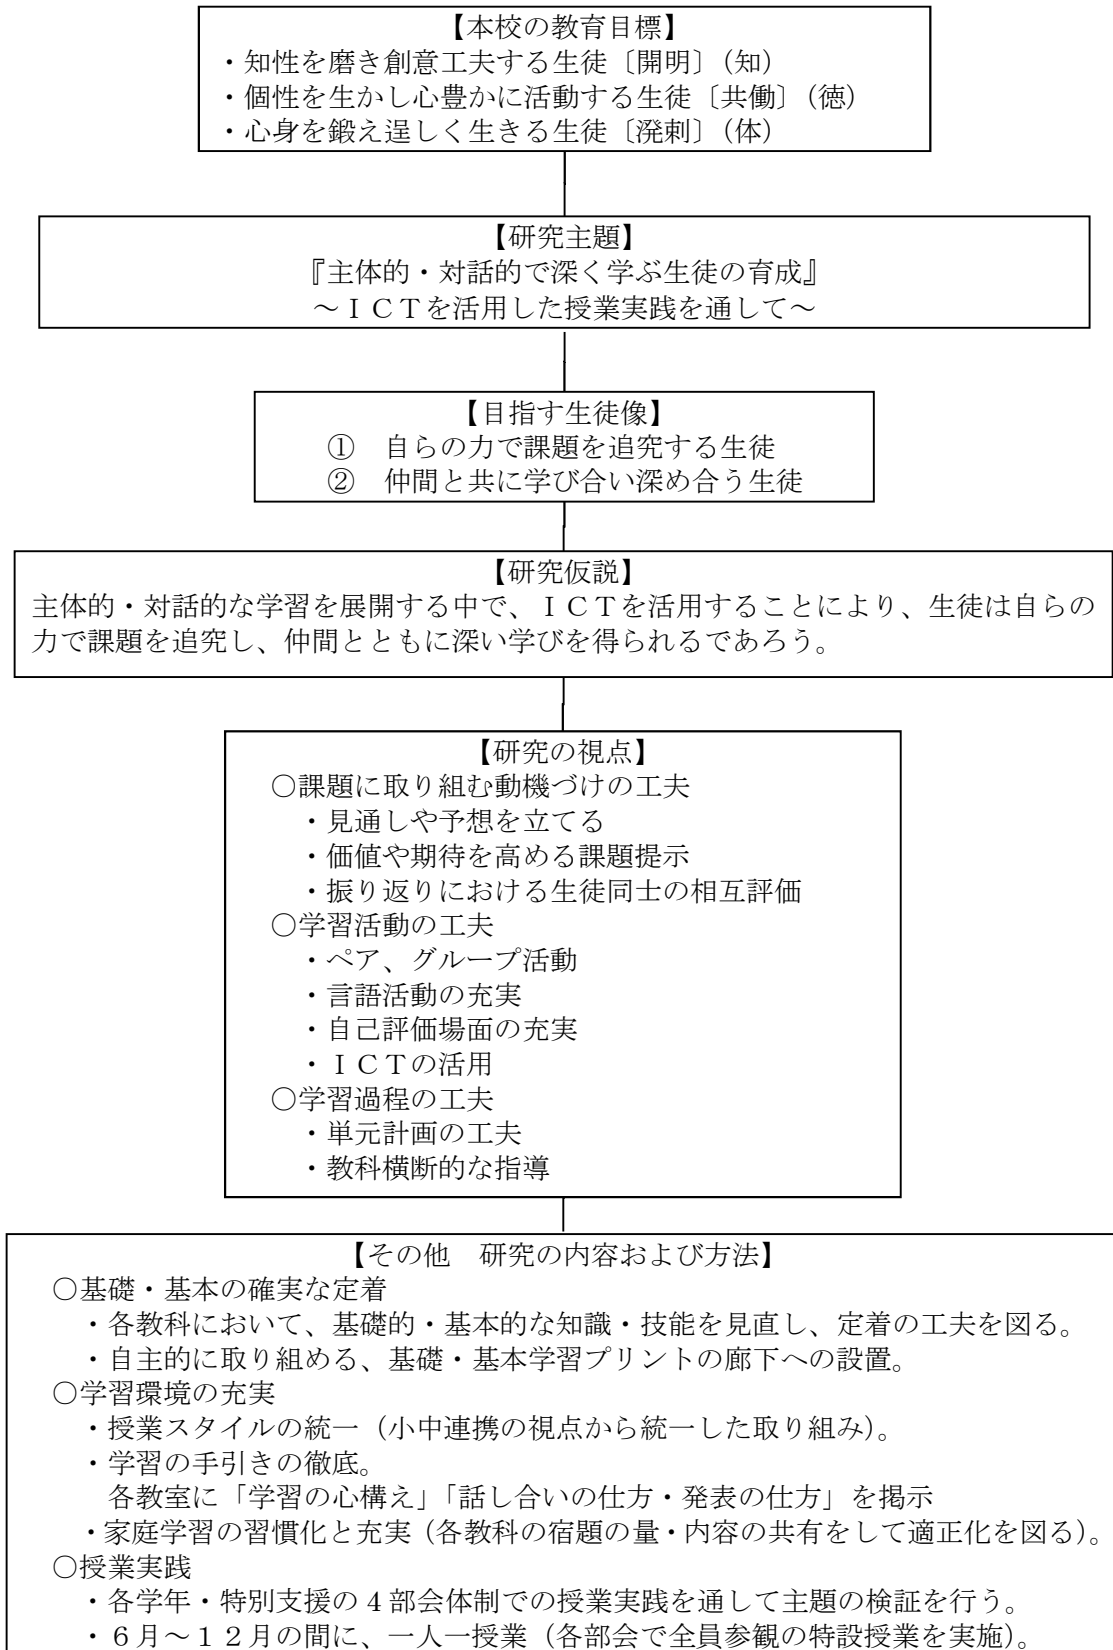 【本校の教育目標】
・知性を磨き創意工夫する生徒〔開明〕(知)
・個性を生かし心豊かに活動する生徒〔共働〕(徳)
・心身を鍛え逞しく生きる生徒〔溌剌〕(体)
【研究主題】
『主体的・対話的で深く学ぶ生徒の育成』
～ＩＣＴを活用した授業実践を通して～
【目指す生徒像】
①　自らの力で課題を追究する生徒
②　仲間と共に学び合い深め合う生徒
【研究仮説】
主体的・対話的な学習を展開する中で、ＩＣＴを活用することにより、生徒は自らの
力で課題を追究し、仲間とともに深い学びを得られるであろう。
【研究の視点】
○課題に取り組む動機づけの工夫
・見通しや予想を立てる
・価値や期待を高める課題提示
・振り返りにおける生徒同士の相互評価
○学習活動の工夫
・ペア、グループ活動
・言語活動の充実
・自己評価場面の充実
・ＩＣＴの活用
○学習過程の工夫
・単元計画の工夫
・教科横断的な指導
【その他　研究の内容および方法】
○基礎・基本の確実な定着
・各教科において、基礎的・基本的な知識・技能を見直し、定着の工夫を図る。
・自主的に取り組める、基礎・基本学習プリントの廊下への設置。
○学習環境の充実
・授業スタイルの統一（小中連携の視点から統一した取り組み）。
・学習の手引きの徹底。
各教室に「学習の心構え」「話し合いの仕方・発表の仕方」を掲示
・家庭学習の習慣化と充実（各教科の宿題の量・内容の共有をして適正化を図る）。
○授業実践
・各学年・特別支援の４部会体制での授業実践を通して主題の検証を行う。
・６月～１２月の間に、一人一授業（各部会で全員参観の特設授業を実施）。